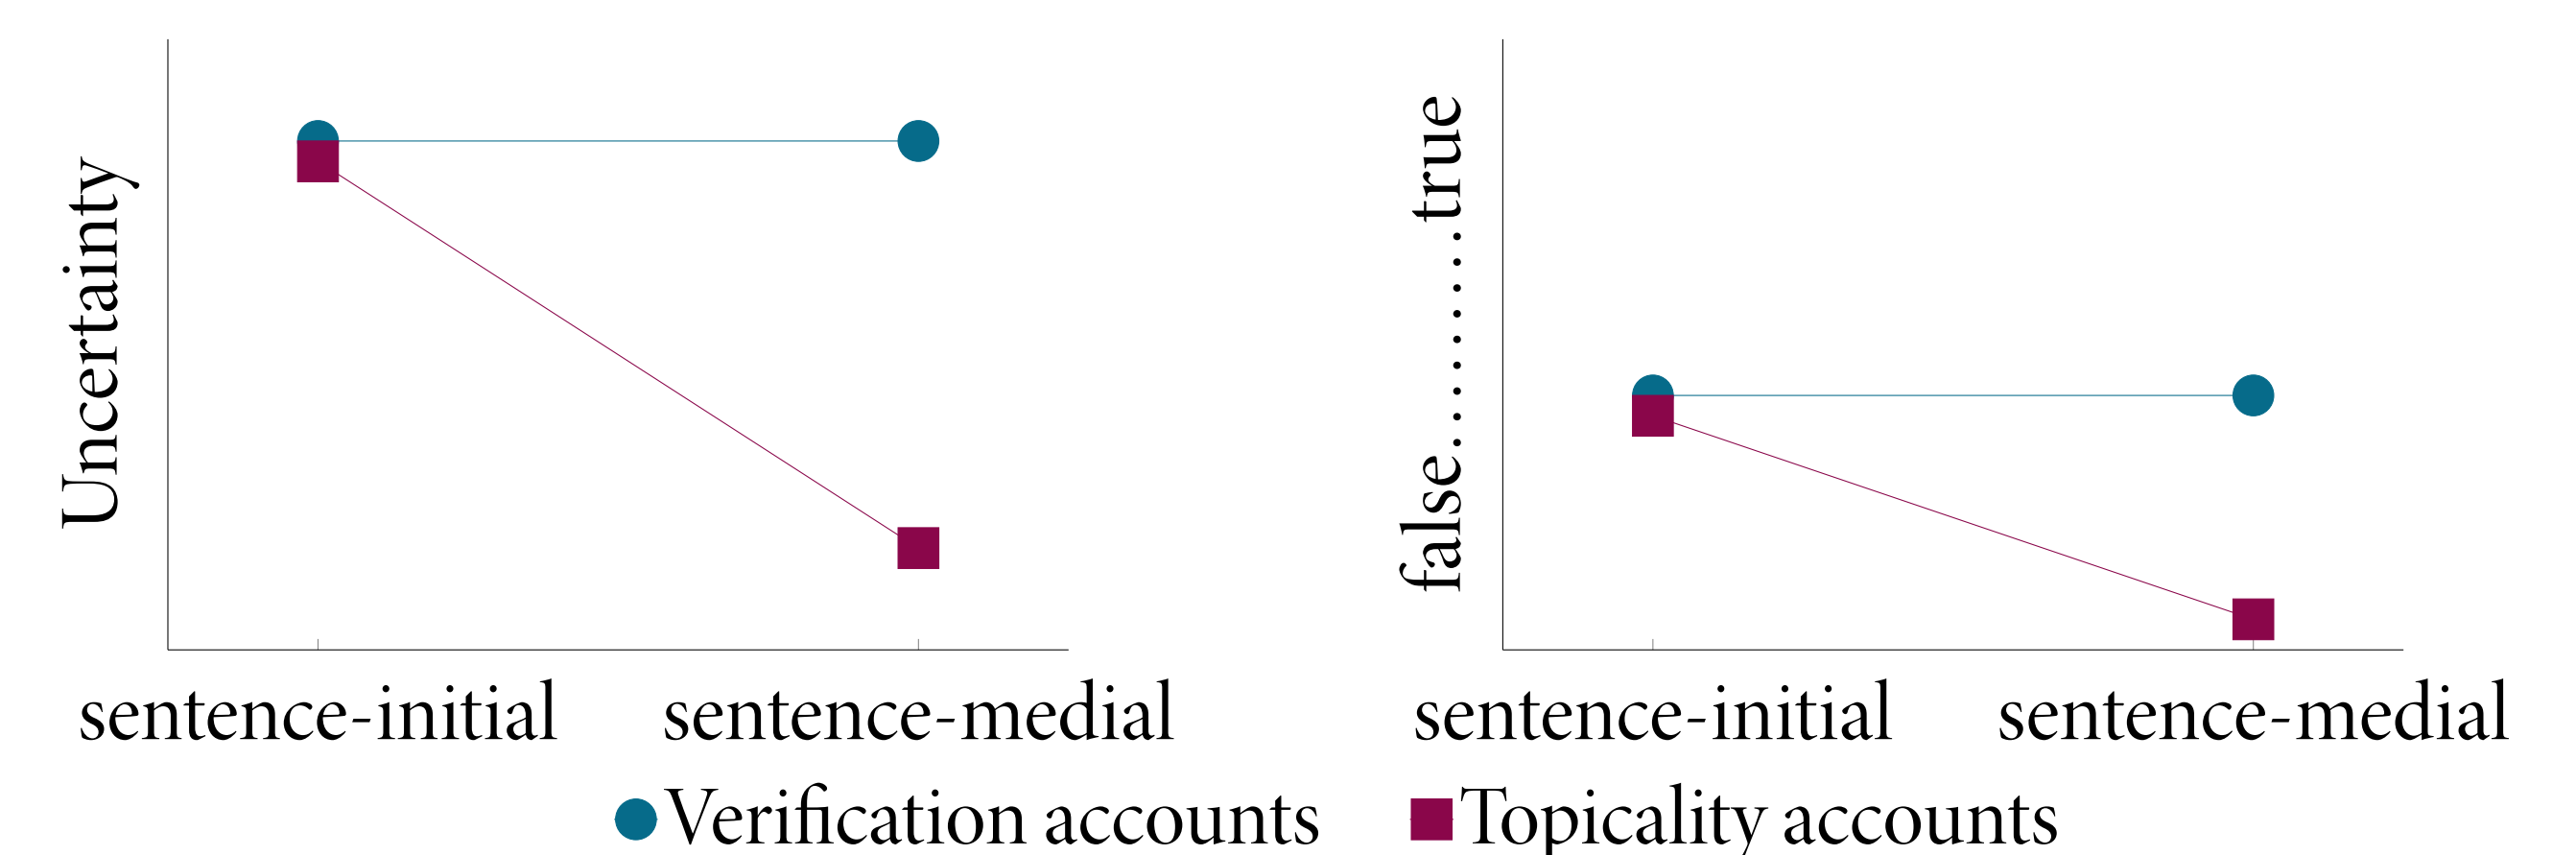 Uncertainty
sentence-initial sentence-medial
false..........true
sentence-initial sentence-medial
Verification accounts Topicality accounts